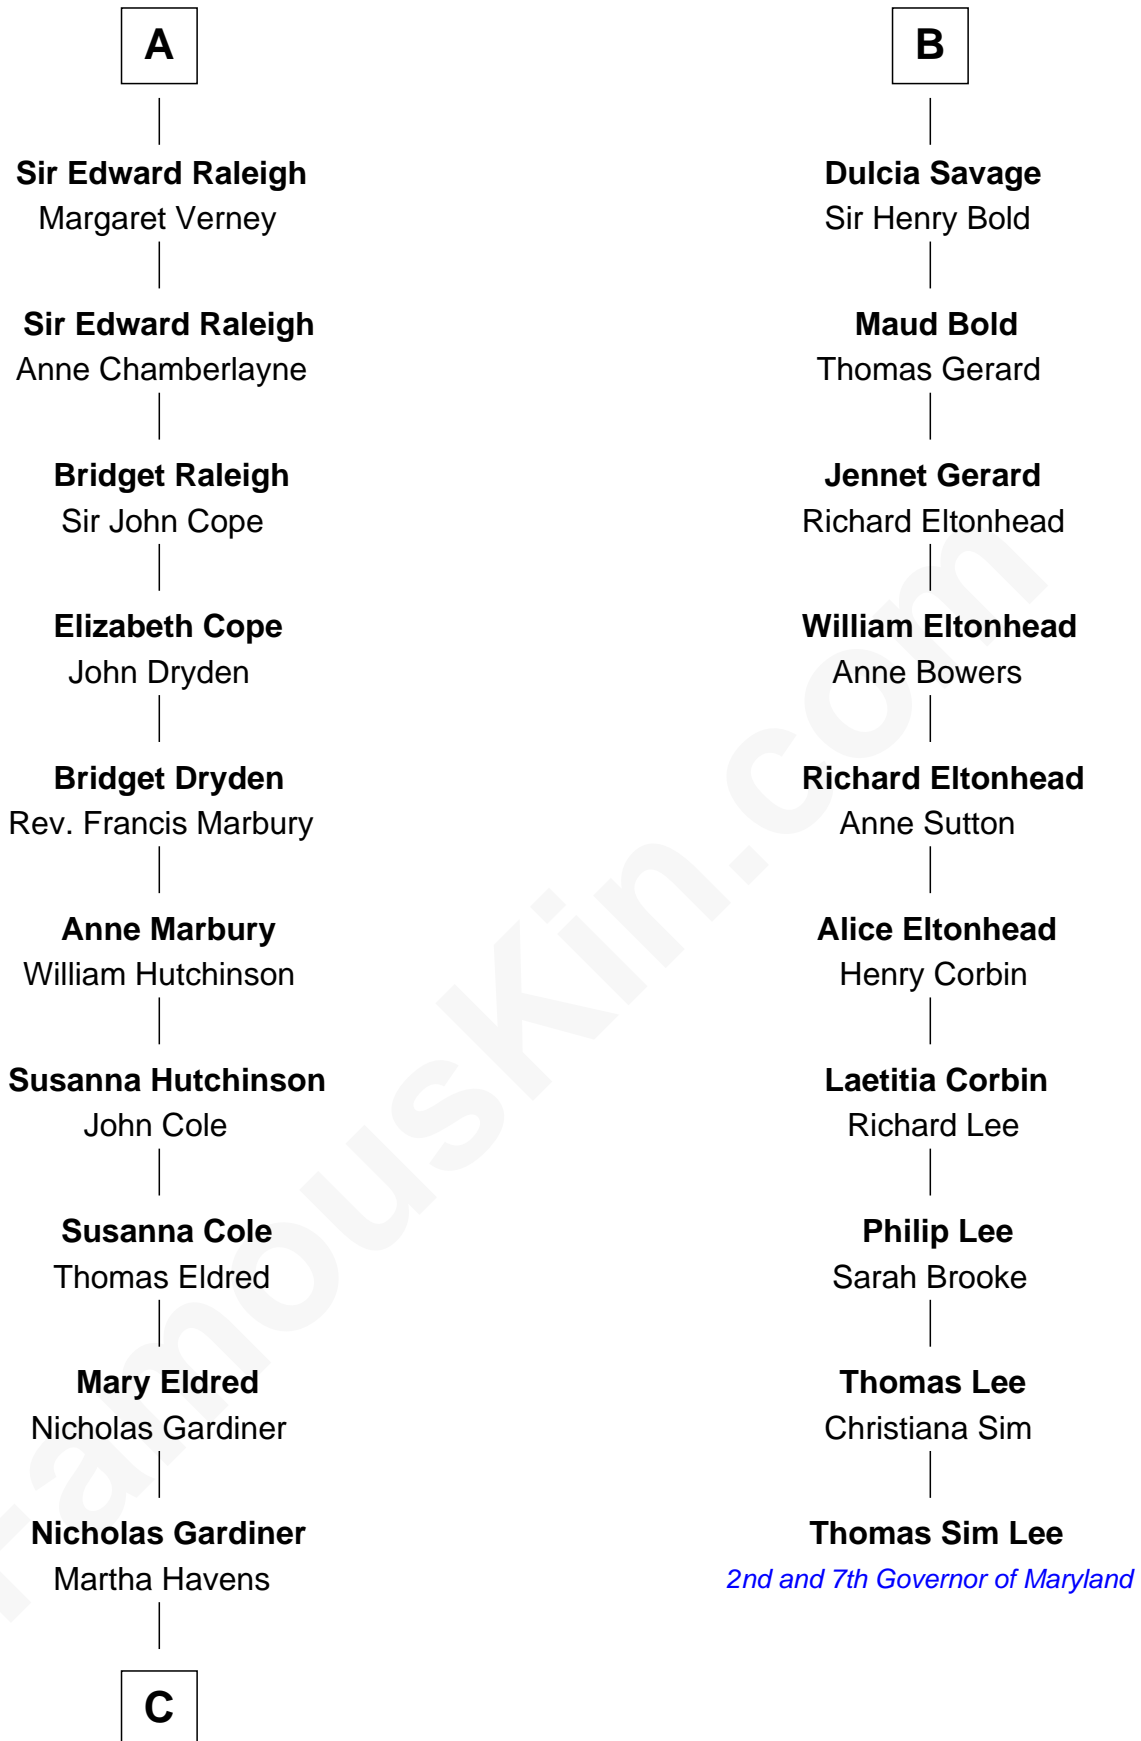 A
Sir Edward Raleigh
Margaret Verney
Sir Edward Raleigh
Anne Chamberlayne
Bridget Raleigh
Sir John Cope
Elizabeth Cope
John Dryden
Bridget Dryden
Rev. Francis Marbury
Anne Marbury
William Hutchinson
Susanna Hutchinson
John Cole
Susanna Cole
Thomas Eldred
Mary Eldred
Nicholas Gardiner
Nicholas Gardiner
Martha Havens
C
B
Dulcia Savage
Sir Henry Bold
Maud Bold
Thomas Gerard
Jennet Gerard
Richard Eltonhead
William Eltonhead
Anne Bowers
Richard Eltonhead
Anne Sutton
Alice Eltonhead
Henry Corbin
Laetitia Corbin
Richard Lee
Philip Lee
Sarah Brooke
Thomas Lee
Christiana Sim
Thomas Sim Lee
2nd and 7th Governor of Maryland
FamousKin.com